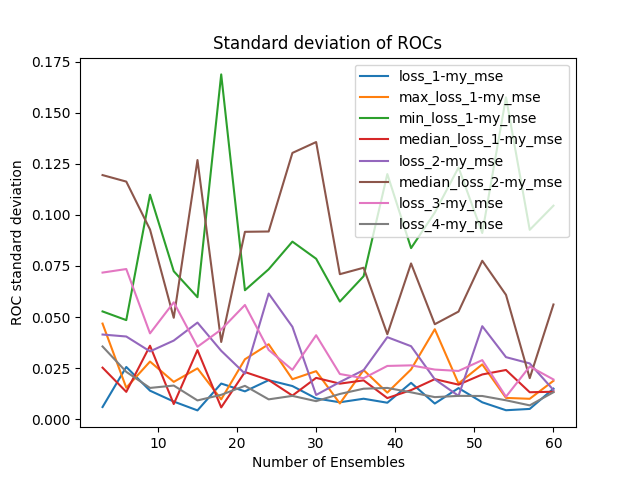 Standard deviation of ROCs
ROC standard deviation
0.175
0.150
0.125
0.100
0.075
0.050
0.025
0.000
loss_1-my_mse
max_loss_1-my_mse
min_loss_1-my_mse
median_loss_1-my_mse
loss_2-my_mse
median_loss_2-my_mse
loss_3-my_mse
loss_4-my_mse
10 20 30 40 50 60
Number of Ensembles